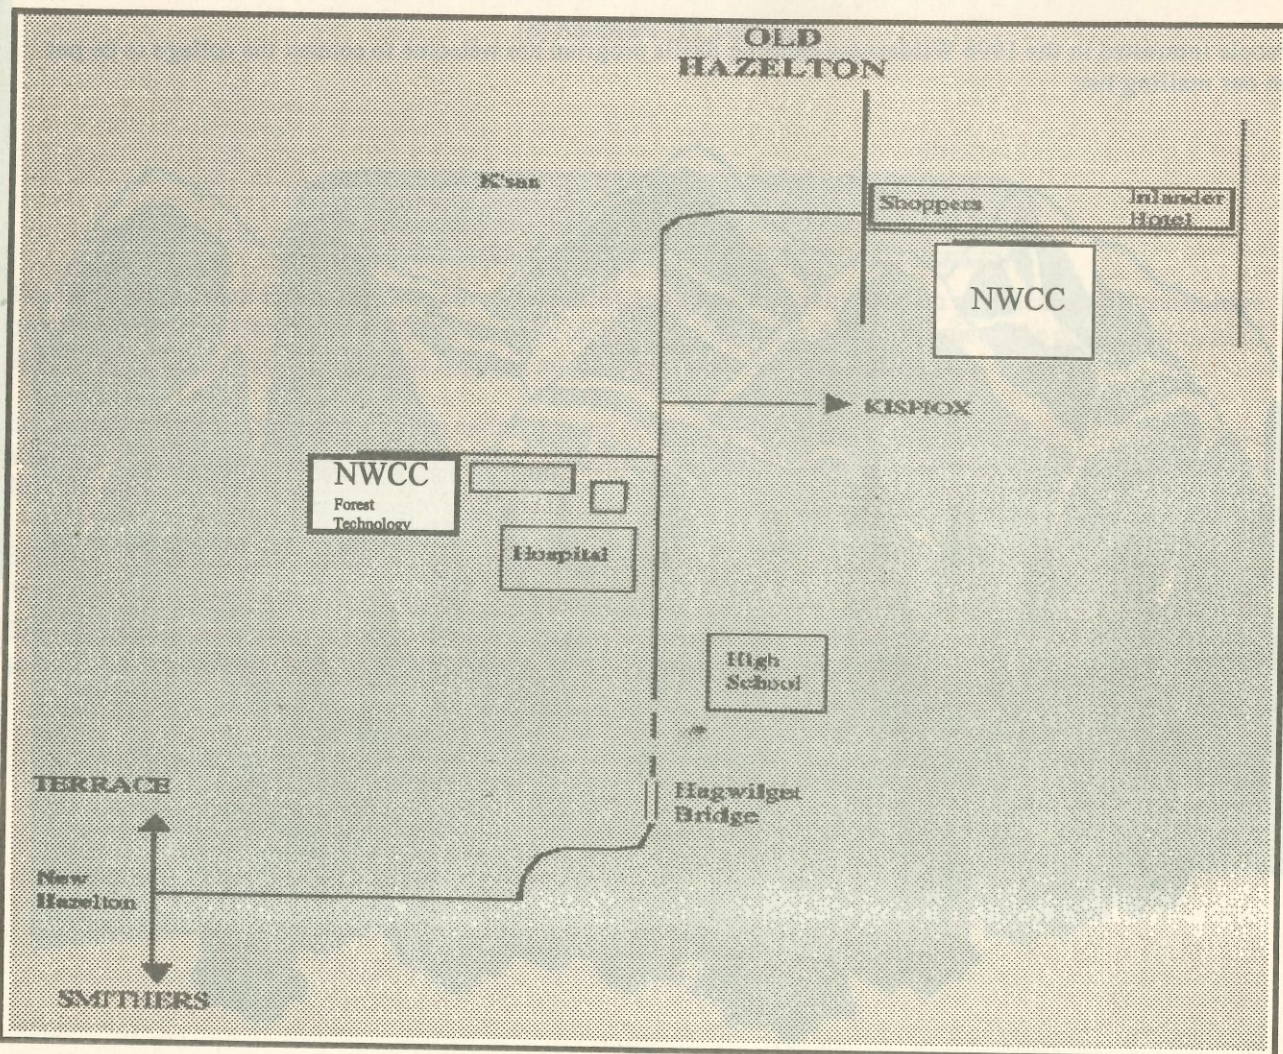 OLD
HAZELTON
K'san
Shoppers
Inlander
Hotel
NWCC
KISPIOX
NWCC
Forest
Technology
Hospital
High
School
TERRACE
Hagwilget
Bridge
New
Hazelton
SMITHERS